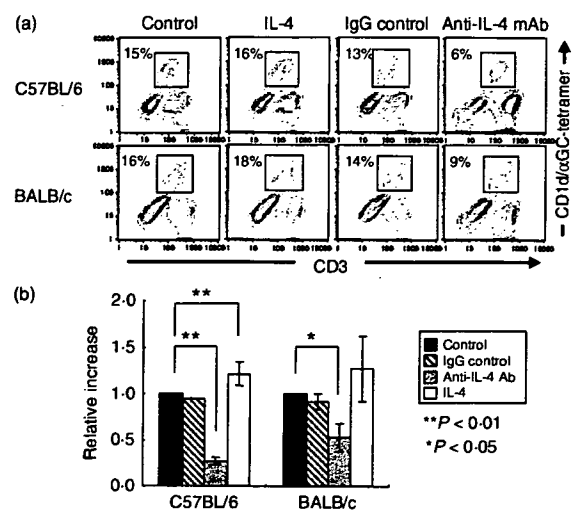 (a)
Control IL-4 IgG control Anti-IL-4 mAb
C57BL/6
15% 16% 13% 6%
BALB/c
16% 18% 14% 9%
CD1d/αGC-tetramer
CD3
(b)
Relative increase
2·0
1·5
1·0
0·5
0·0
** ** *
C57BL/6 BALB/c
Control
IgG control
Anti-IL-4 Ab
IL-4
**P < 0·01
*P < 0·05